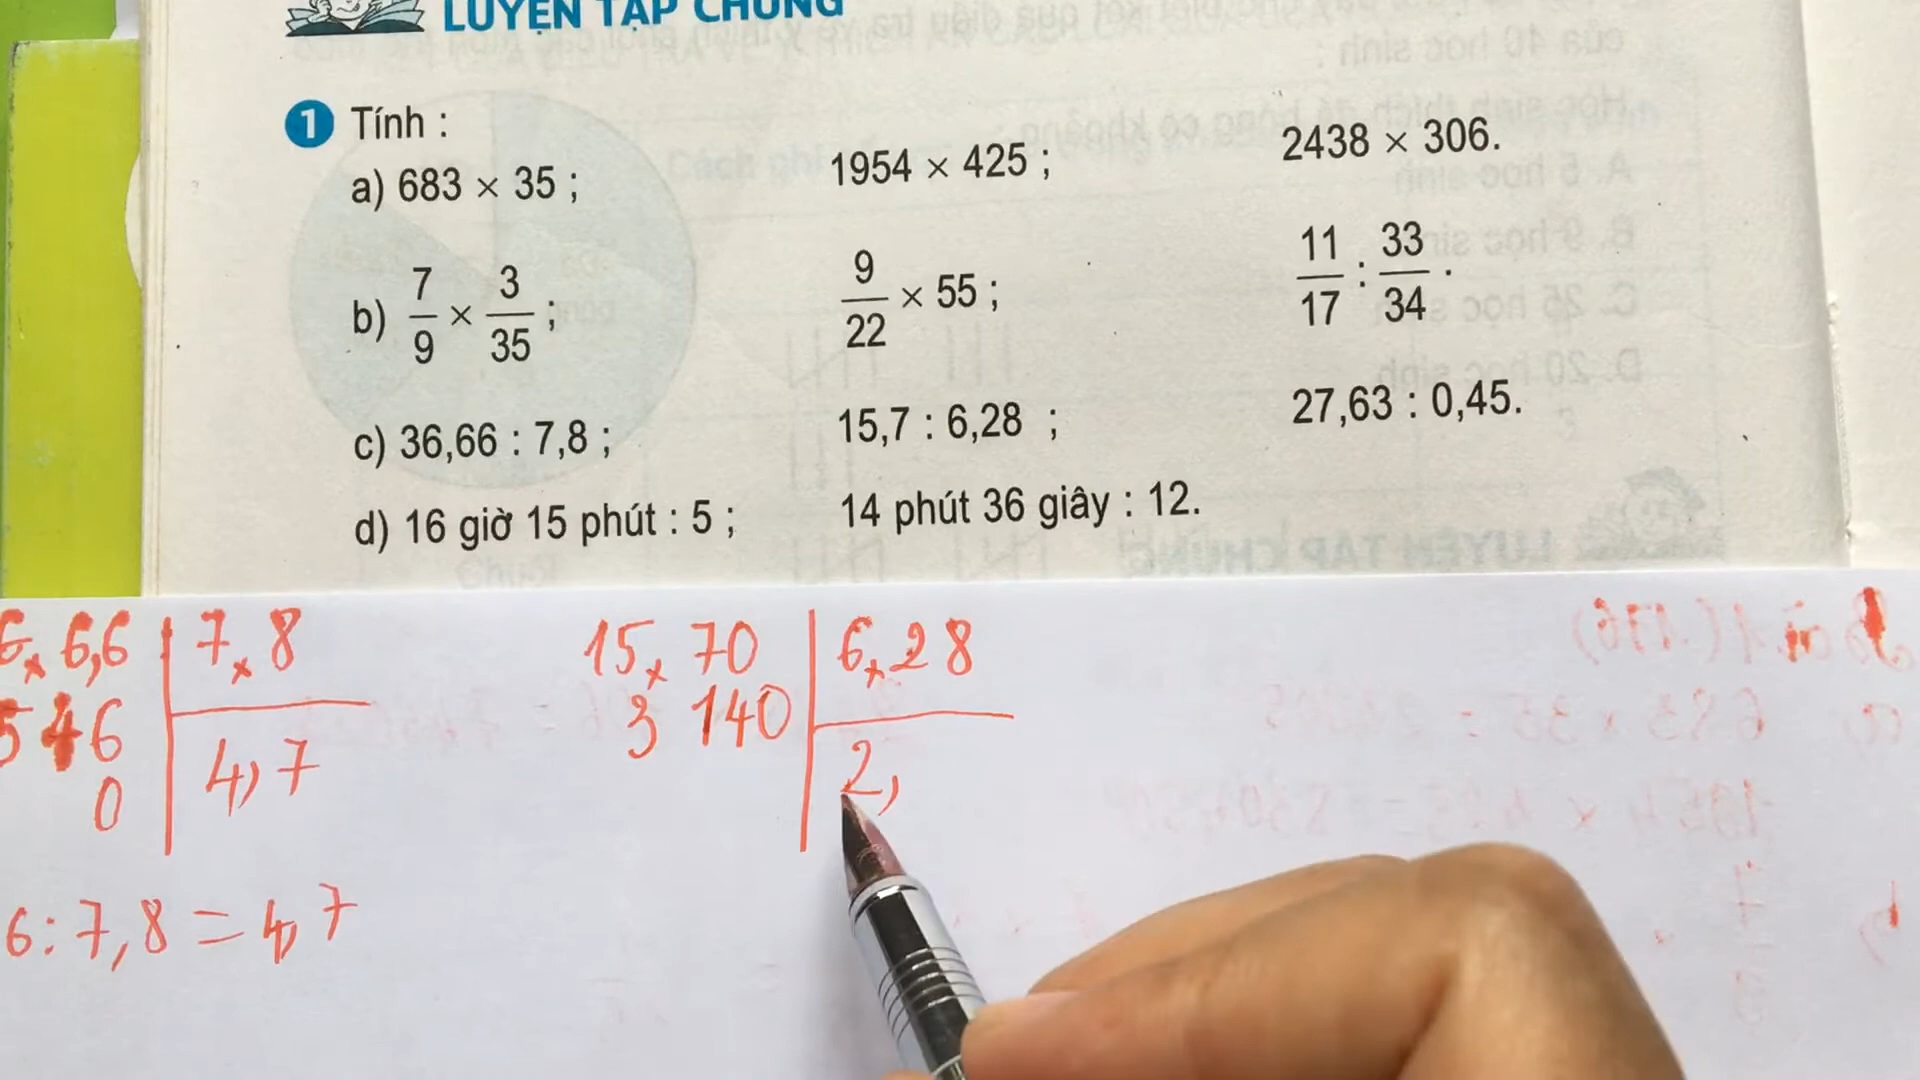 LUYỆN TẬP CHUNG
1 Tính :
a) 683 × 35 ; 1954 × 425 ; 2438 × 306.
b) 7/9 × 3/35 ; 9/22 × 55 ; 11/17 : 33/34 .
c) 36,66 : 7,8 ; 15,7 : 6,28 ; 27,63 : 0,45.
d) 16 giờ 15 phút : 5 ; 14 phút 36 giây : 12.
6,6,6 7,8 15,70 6,28
546 4,7 3 140 2,
0
6 : 7,8 = 4,7